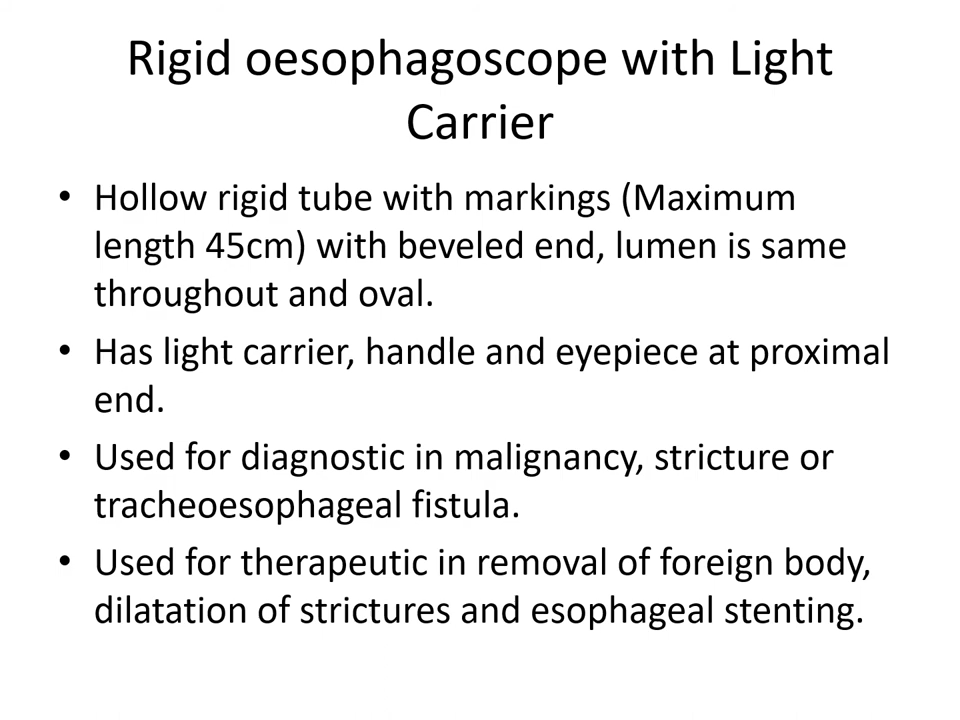 Rigid oesophagoscope with Light
Carrier
• Hollow rigid tube with markings (Maximum
length 45cm) with beveled end, lumen is same
throughout and oval.
• Has light carrier, handle and eyepiece at proximal
end.
• Used for diagnostic in malignancy, stricture or
tracheoesophageal fistula.
• Used for therapeutic in removal of foreign body,
dilatation of strictures and esophageal stenting.